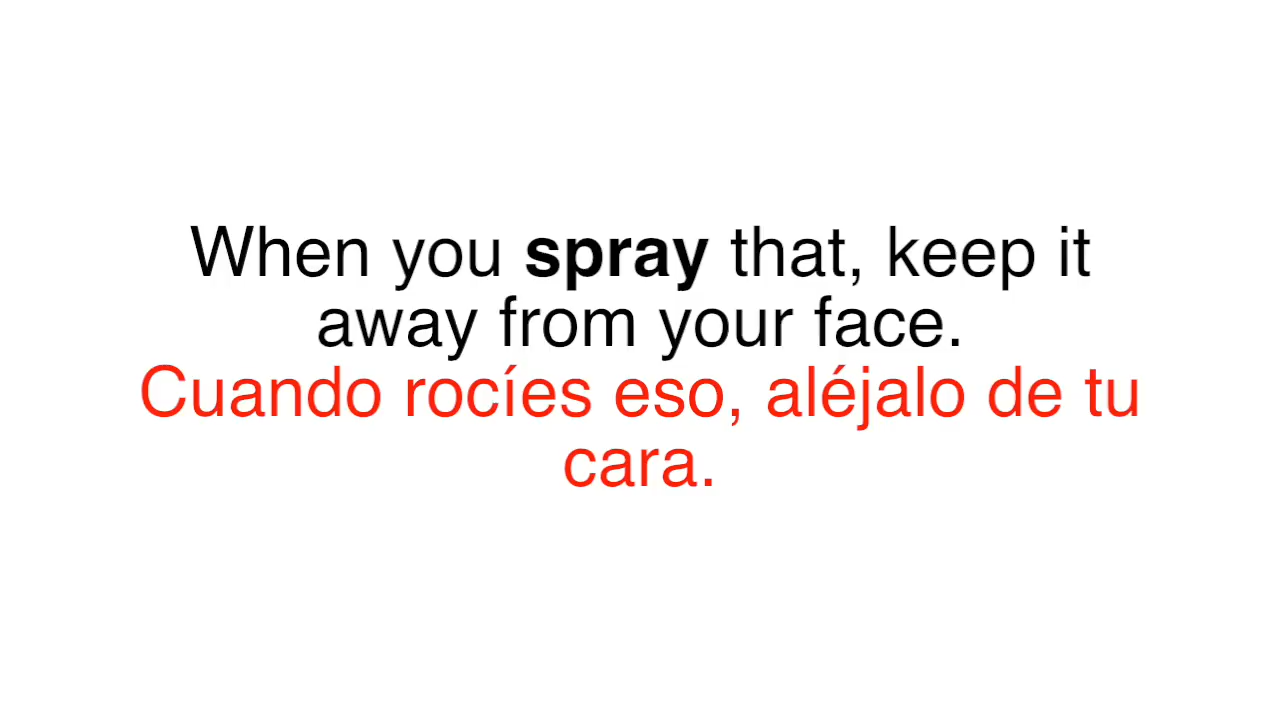 When you spray that, keep it
away from your face.
Cuando rocíes eso, aléjalo de tu
cara.